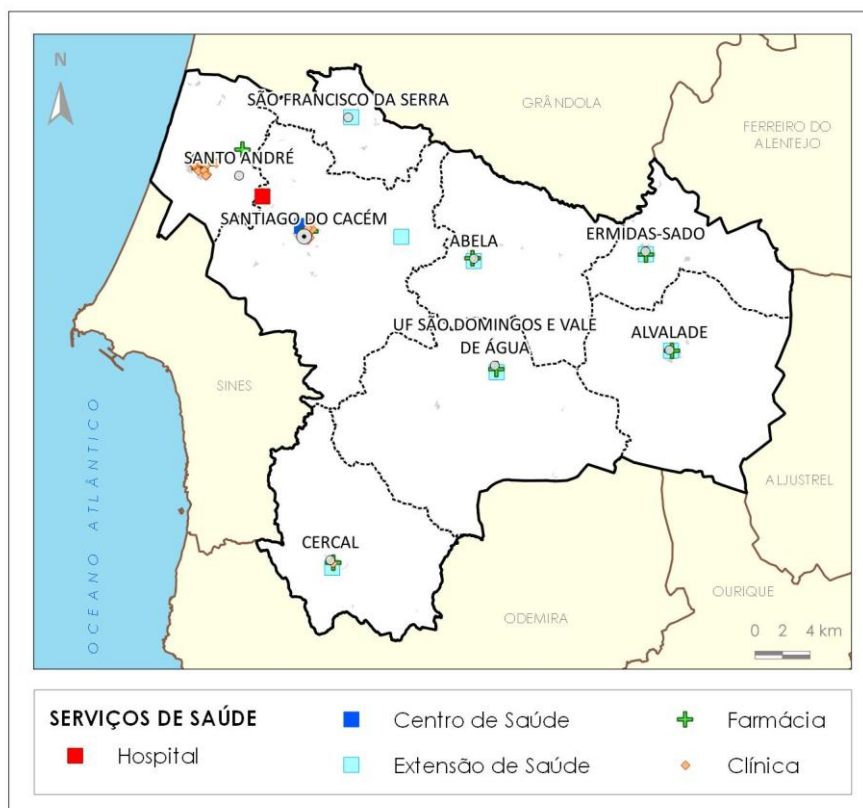 N
SÃO FRANCISCO DA SERRA
GRÂNDOLA
FERREIRO DO
ALENTEJO
SANTO ANDRÉ
SANTIAGO DO CACÉM
ABELA
ERMIDAS-SADO
UF SÃO DOMINGOS E VALE
DE ÁGUA
ALVALADE
SINES
OCEANO ATLÂNTICO
ALJUSTREL
CERCAL
OURIQUE
ODEMIRA
0 2 4 km
SERVIÇOS DE SAÚDE
Hospital
Centro de Saúde
Extensão de Saúde
Farmácia
Clínica